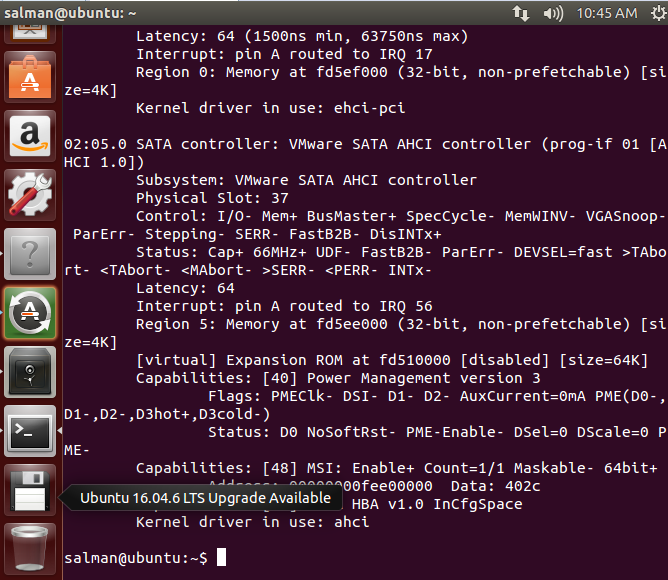 salman@ubuntu: ~
10:45 AM
Latency: 64 (1500ns min, 63750ns max)
Interrupt: pin A routed to IRQ 17
Region 0: Memory at fd5ef000 (32-bit, non-prefetchable) [si
ze=4K]
Kernel driver in use: ehci-pci
02:05.0 SATA controller: VMware SATA AHCI controller (prog-if 01 [A
HCI 1.0])
Subsystem: VMware SATA AHCI controller
Physical Slot: 37
Control: I/O- Mem+ BusMaster+ SpecCycle- MemWINV- VGASnoop-
ParErr- Stepping- SERR- FastB2B- DisINTx+
Status: Cap+ 66MHz+ UDF- FastB2B- ParErr- DEVSEL=fast >TAbo
rt- <TAbort- <MAbort- >SERR- <PERR- INTx-
Latency: 64
Interrupt: pin A routed to IRQ 56
Region 5: Memory at fd5ee000 (32-bit, non-prefetchable) [si
ze=4K]
[virtual] Expansion ROM at fd510000 [disabled] [size=64K]
Capabilities: [40] Power Management version 3
Flags: PMEClk- DSI- D1- D2- AuxCurrent=0mA PME(D0-,
D1-,D2-,D3hot+,D3cold-)
Status: D0 NoSoftRst- PME-Enable- DSel=0 DScale=0 P
ME-
Capabilities: [48] MSI: Enable+ Count=1/1 Maskable- 64bit+
Ubuntu 16.04.6 LTS Upgrade Available
Address: 00000000fee00000 Data: 402c
HBA v1.0 InCfgSpace
Kernel driver in use: ahci
salman@ubuntu:~$